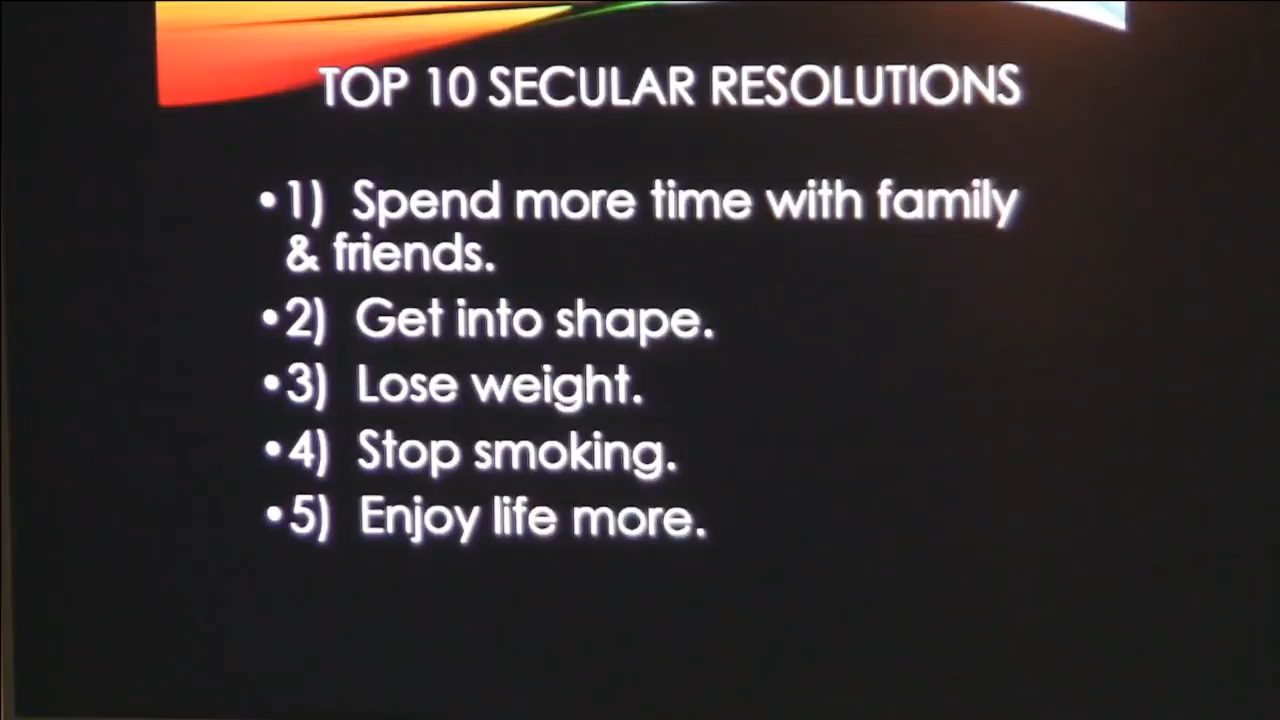 TOP 10 SECULAR RESOLUTIONS
•1) Spend more time with family
& friends.
•2) Get into shape.
•3) Lose weight.
•4) Stop smoking.
•5) Enjoy life more.